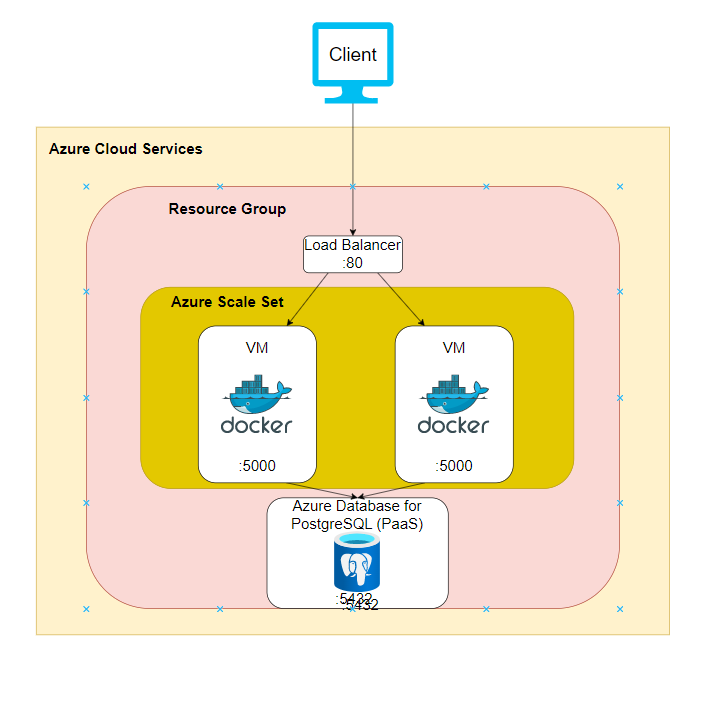 Client
Azure Cloud Services
Resource Group
Load Balancer
:80
Azure Scale Set
VM
VM
docker
docker
:5000
:5000
Azure Database for
PostgreSQL (PaaS)
:5432
:5432